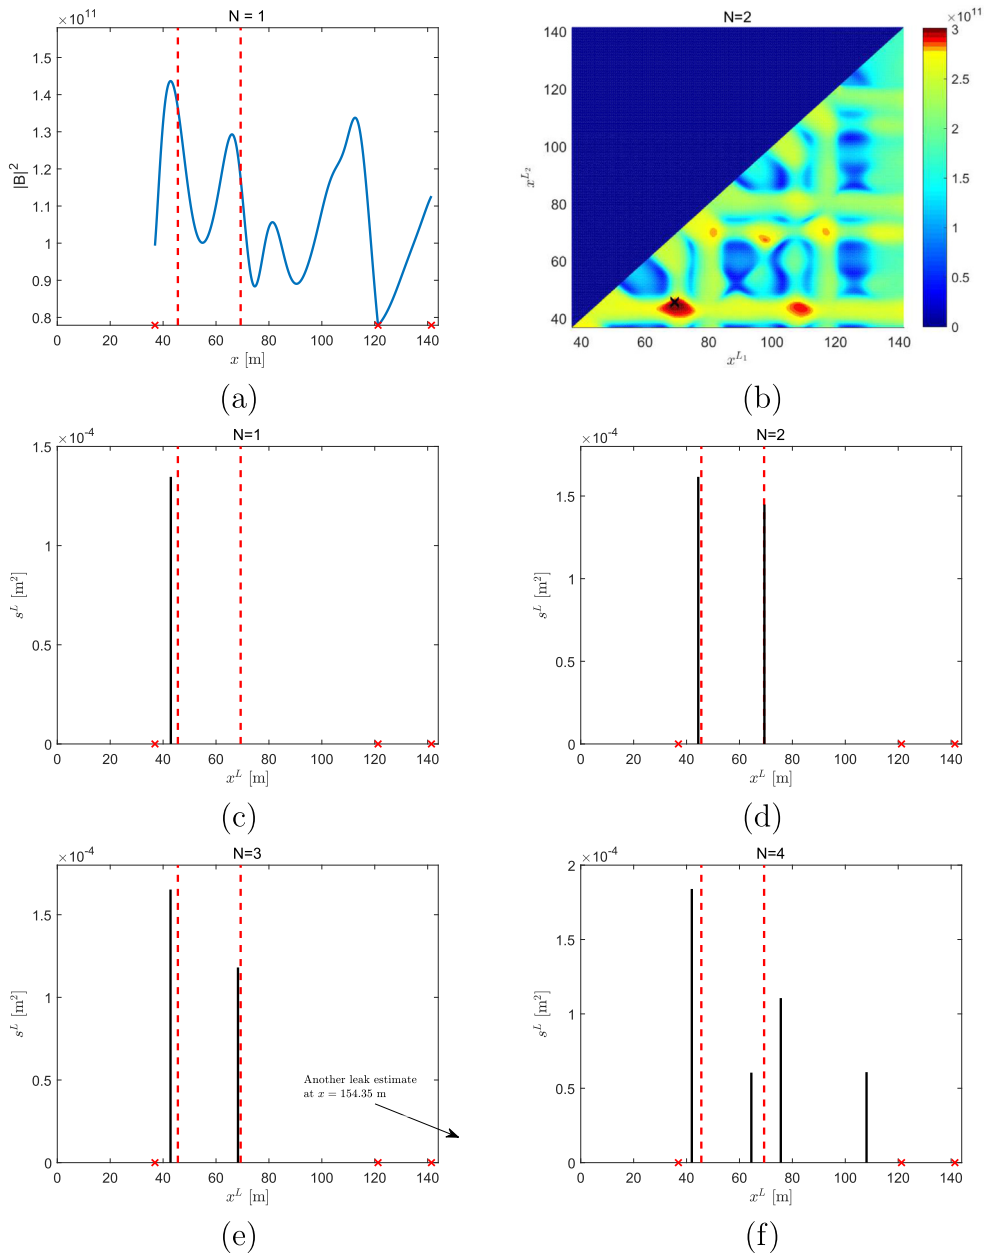 N = 1
×10^11
1.5
1.4
1.3
1.2
1.1
1
0.9
0.8
|B|^2
0 20 40 60 80 100 120 140
x [m]
(a)
N=2
×10^11
140
120
100
80
60
40
x^{L_2}
40 60 80 100 120 140
x^{L_1}
3
2.5
2
1.5
1
0.5
0
(b)
N=1
×10^-4
1.5
1
0.5
0
s^L [m^2]
0 20 40 60 80 100 120 140
x^L [m]
(c)
N=2
×10^-4
1.5
1
0.5
0
s^L [m^2]
0 20 40 60 80 100 120 140
x^L [m]
(d)
N=3
×10^-4
1.5
1
0.5
0
s^L [m^2]
Another leak estimate
at x = 154.35 m
0 20 40 60 80 100 120 140
x^L [m]
(e)
N=4
×10^-4
2
1.5
1
0.5
0
s^L [m^2]
0 20 40 60 80 100 120 140
x^L [m]
(f)